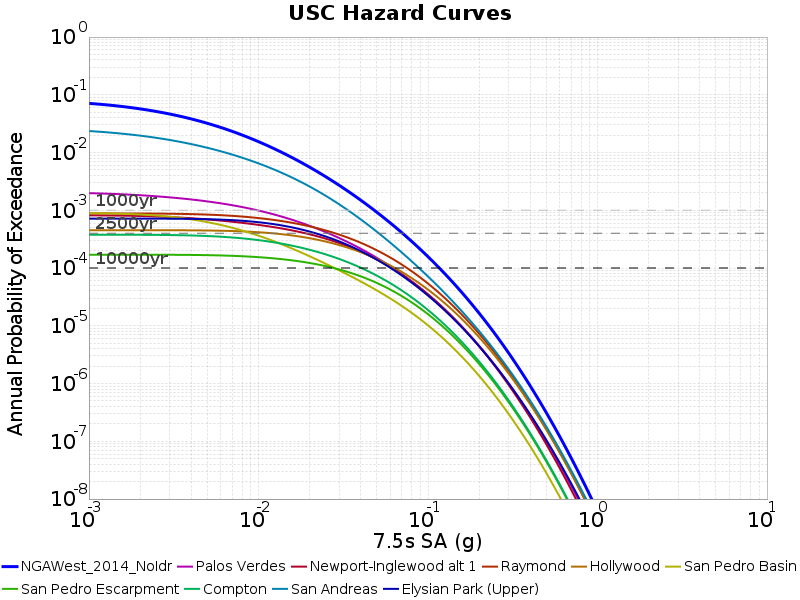 USC Hazard Curves
Annual Probability of Exceedance
10^0
10^-1
10^-2
10^-3
10^-4
10^-5
10^-6
10^-7
10^-8
1000yr
2500yr
10000yr
10^-3 10^-2 10^-1 10^0 10^1
7.5s SA (g)
NGAWest_2014_NoIdr Palos Verdes Newport-Inglewood alt 1 Raymond Hollywood San Pedro Basin
San Pedro Escarpment Compton San Andreas Elysian Park (Upper)